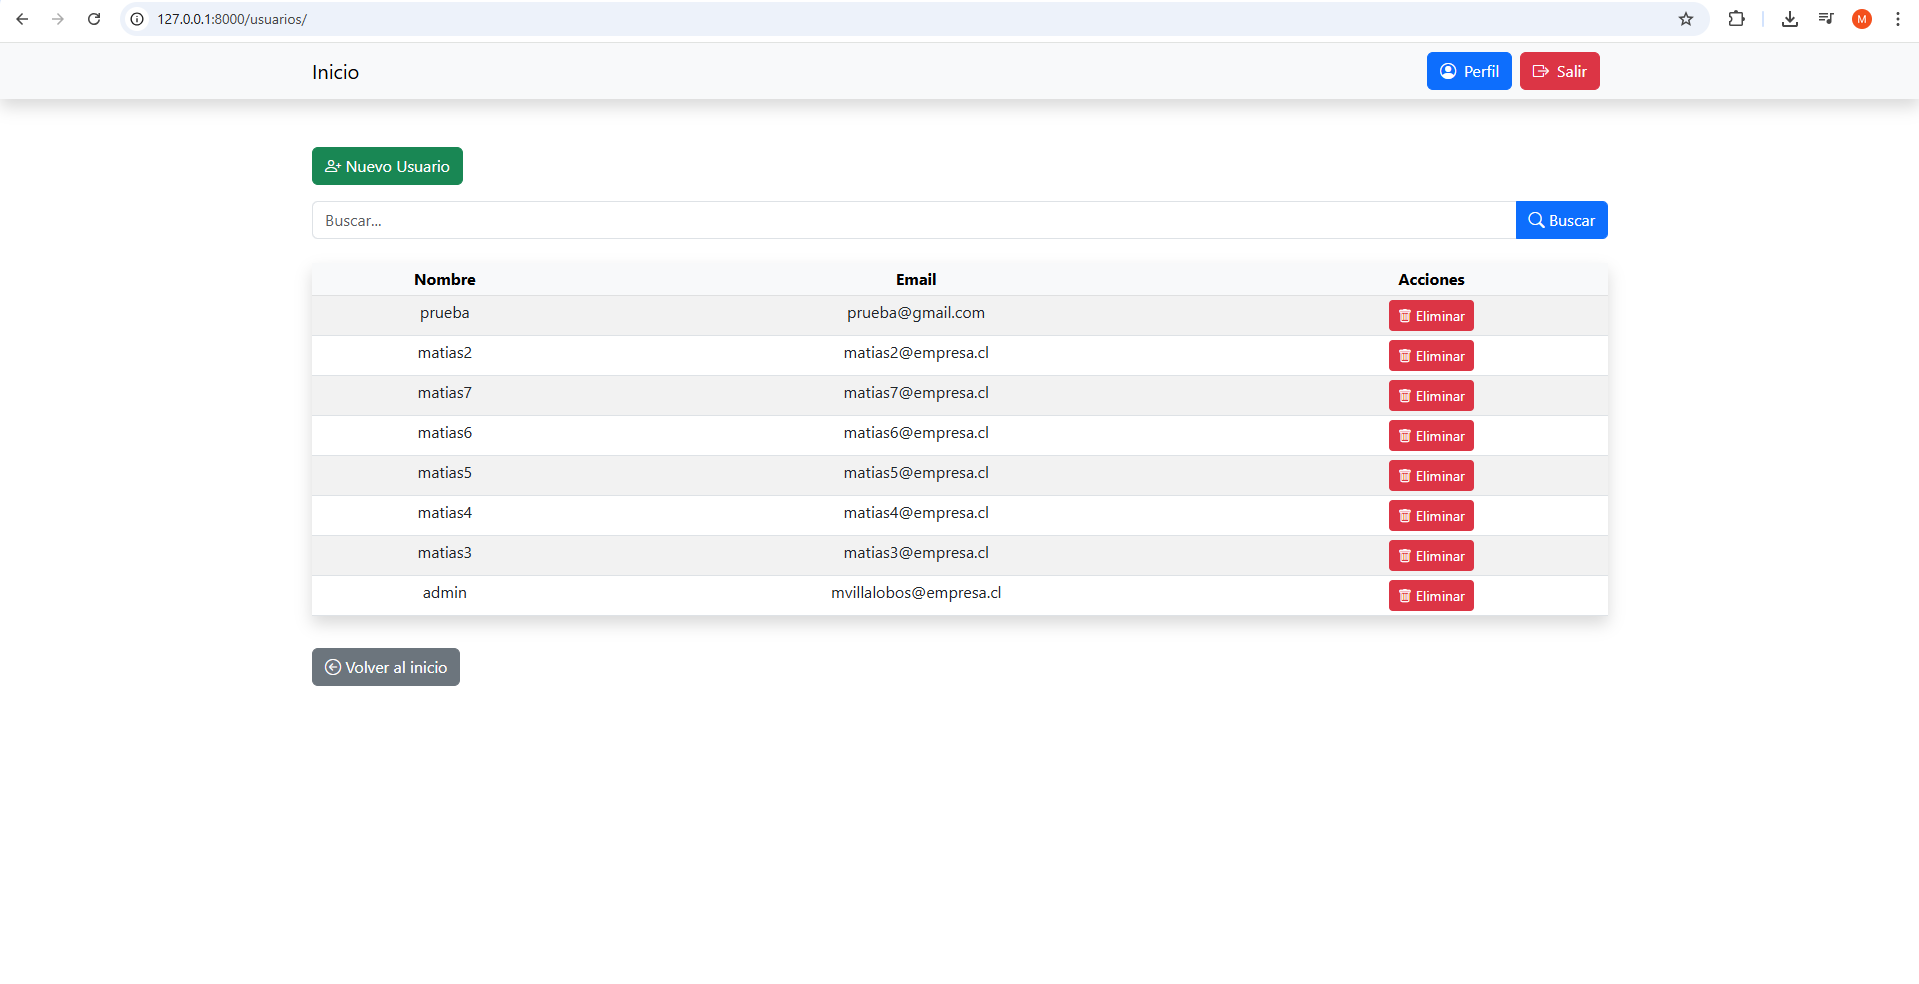 127.0.0.1:8000/usuarios/
M
Inicio
Perfil
Salir
Nuevo Usuario
Buscar...
Buscar
Nombre Email Acciones
prueba prueba@gmail.com Eliminar
matias2 matias2@empresa.cl Eliminar
matias7 matias7@empresa.cl Eliminar
matias6 matias6@empresa.cl Eliminar
matias5 matias5@empresa.cl Eliminar
matias4 matias4@empresa.cl Eliminar
matias3 matias3@empresa.cl Eliminar
admin mvillalobos@empresa.cl Eliminar
Volver al inicio